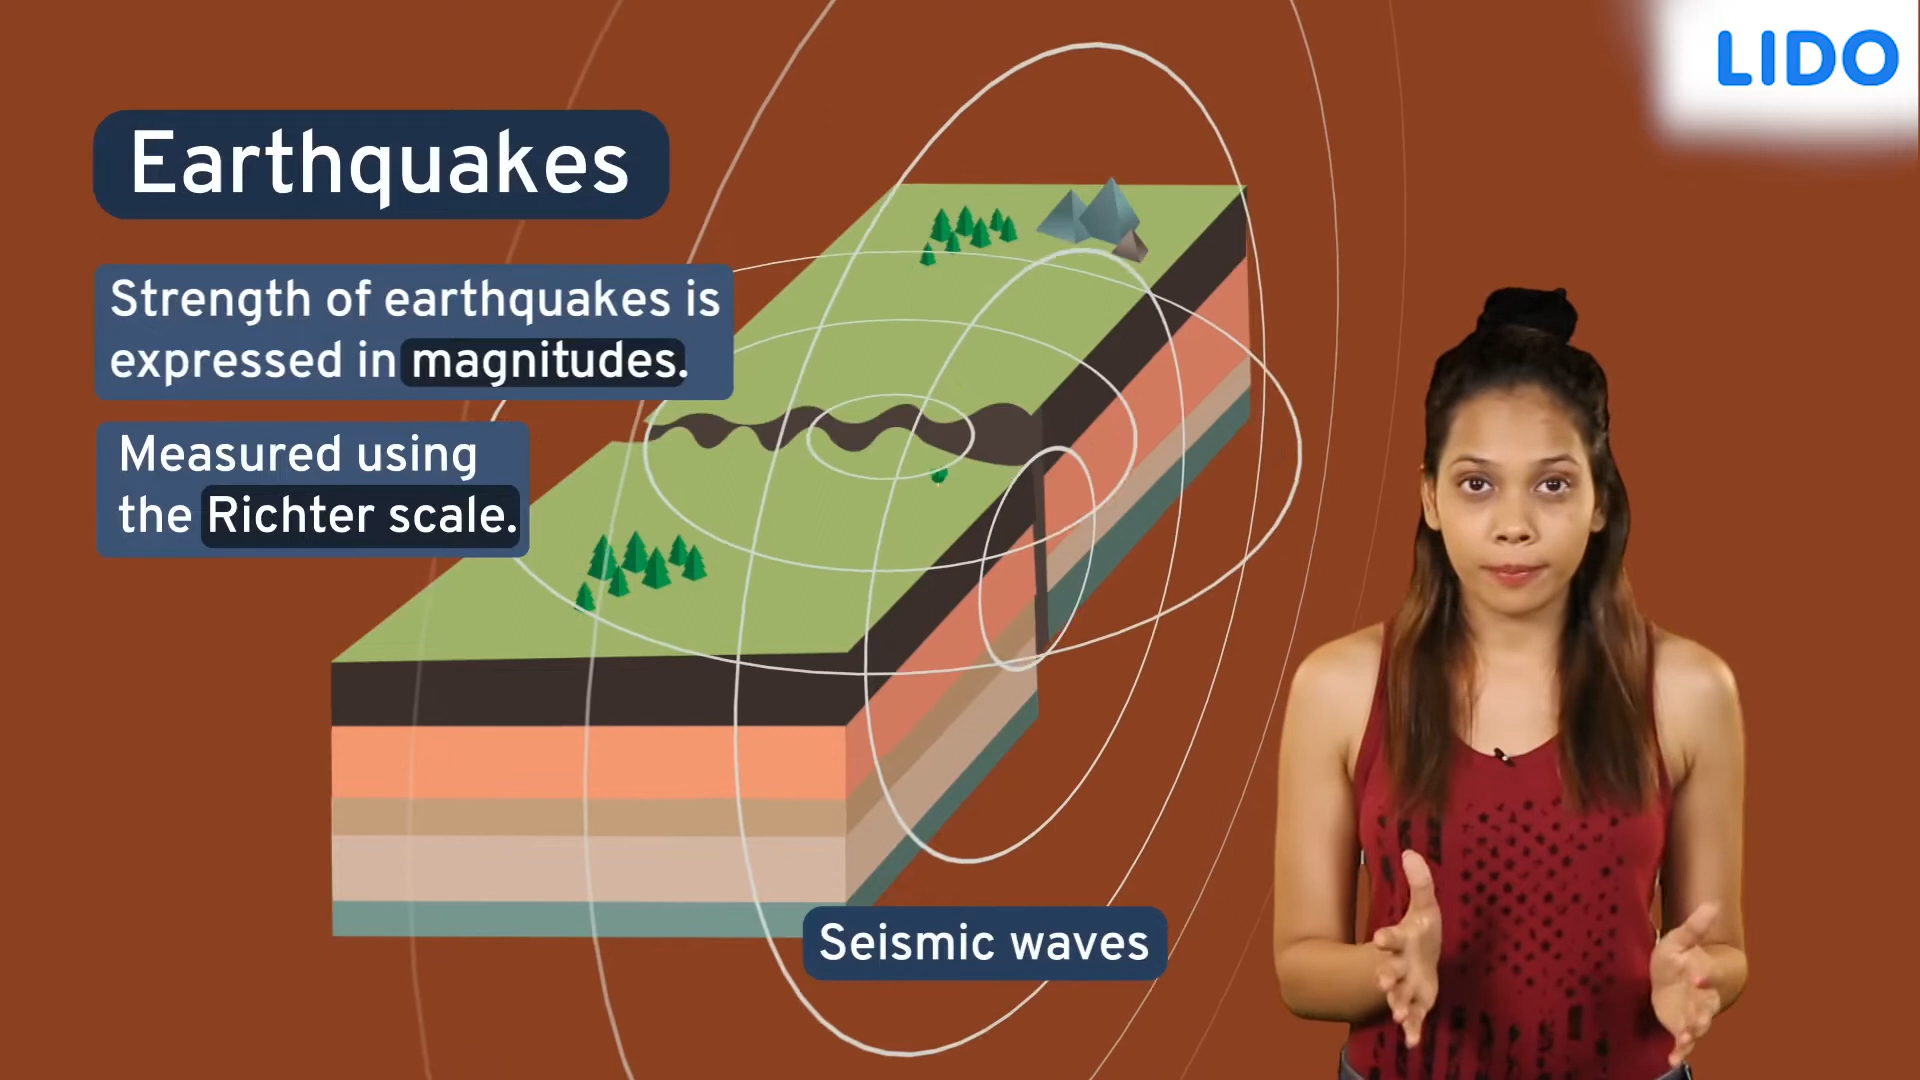 LIDO
Earthquakes
Strength of earthquakes is
expressed in magnitudes.
Measured using
the Richter scale.
Seismic waves